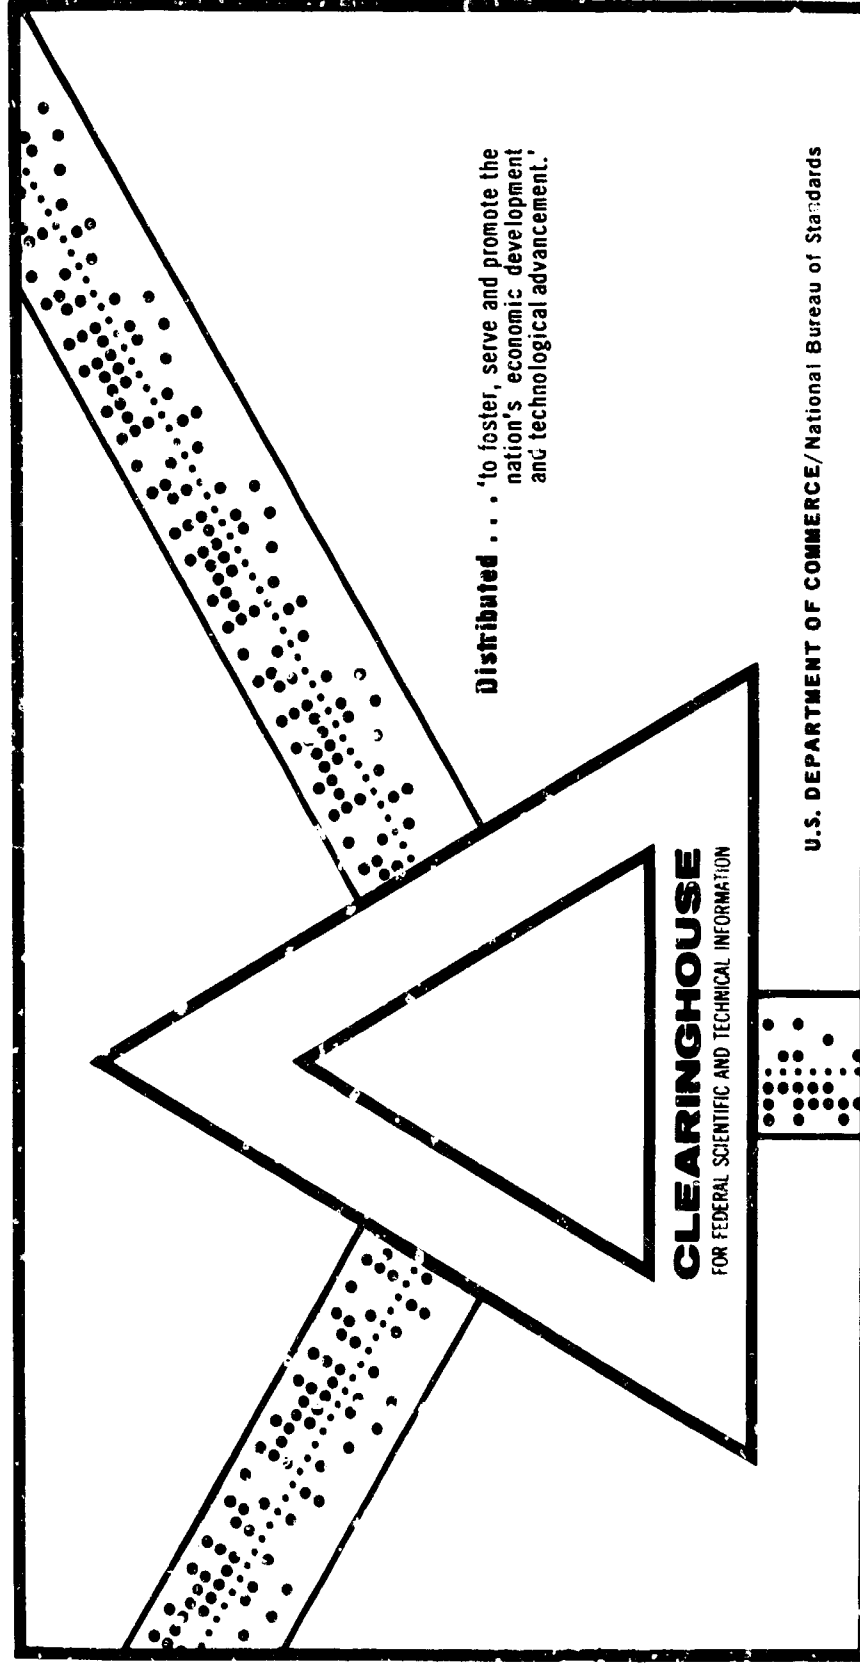 Distributed . . . 'to foster, serve and promote the
nation's economic development
and technological advancement.'
CLEARINGHOUSE
FOR FEDERAL SCIENTIFIC AND TECHNICAL INFORMATION
U.S. DEPARTMENT OF COMMERCE/National Bureau of Standards